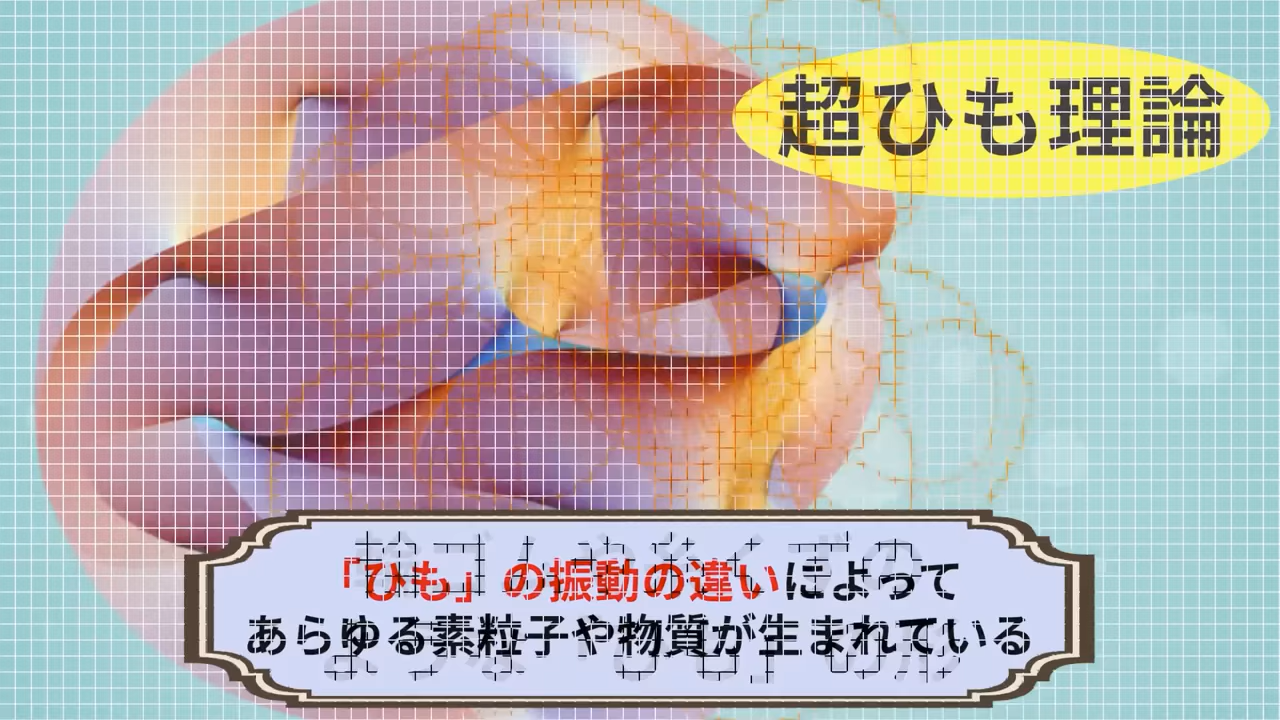 超ひも理論
「ひも」の振動の違いによって
あらゆる素粒子や物質が生まれている